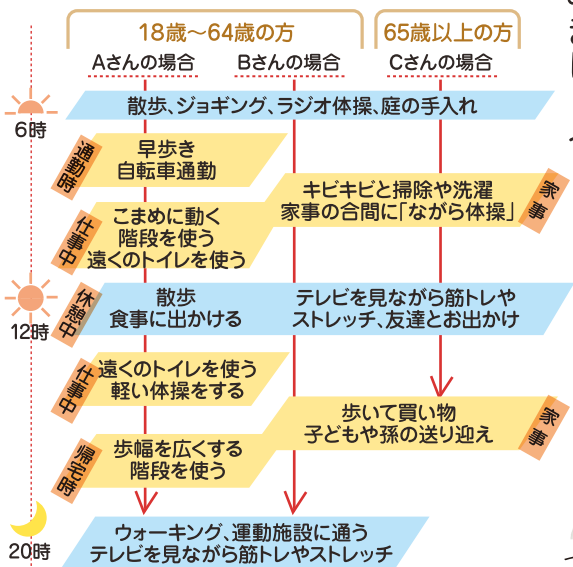 18歳～64歳の方
65歳以上の方
Aさんの場合
Bさんの場合
Cさんの場合
6時
散歩、ジョギング、ラジオ体操、庭の手入れ
通勤時
早歩き
自転車通勤
キビキビと掃除や洗濯
家事の合間に「ながら体操」
家事
仕事中
こまめに動く
階段を使う
遠くのトイレを使う
12時
休憩中
散歩
食事に出かける
テレビを見ながら筋トレや
ストレッチ、友達とお出かけ
仕事中
遠くのトイレを使う
軽い体操をする
歩いて買い物
子どもや孫の送り迎え
家事
帰宅時
歩幅を広くする
階段を使う
20時
ウォーキング、運動施設に通う
テレビを見ながら筋トレやストレッチ